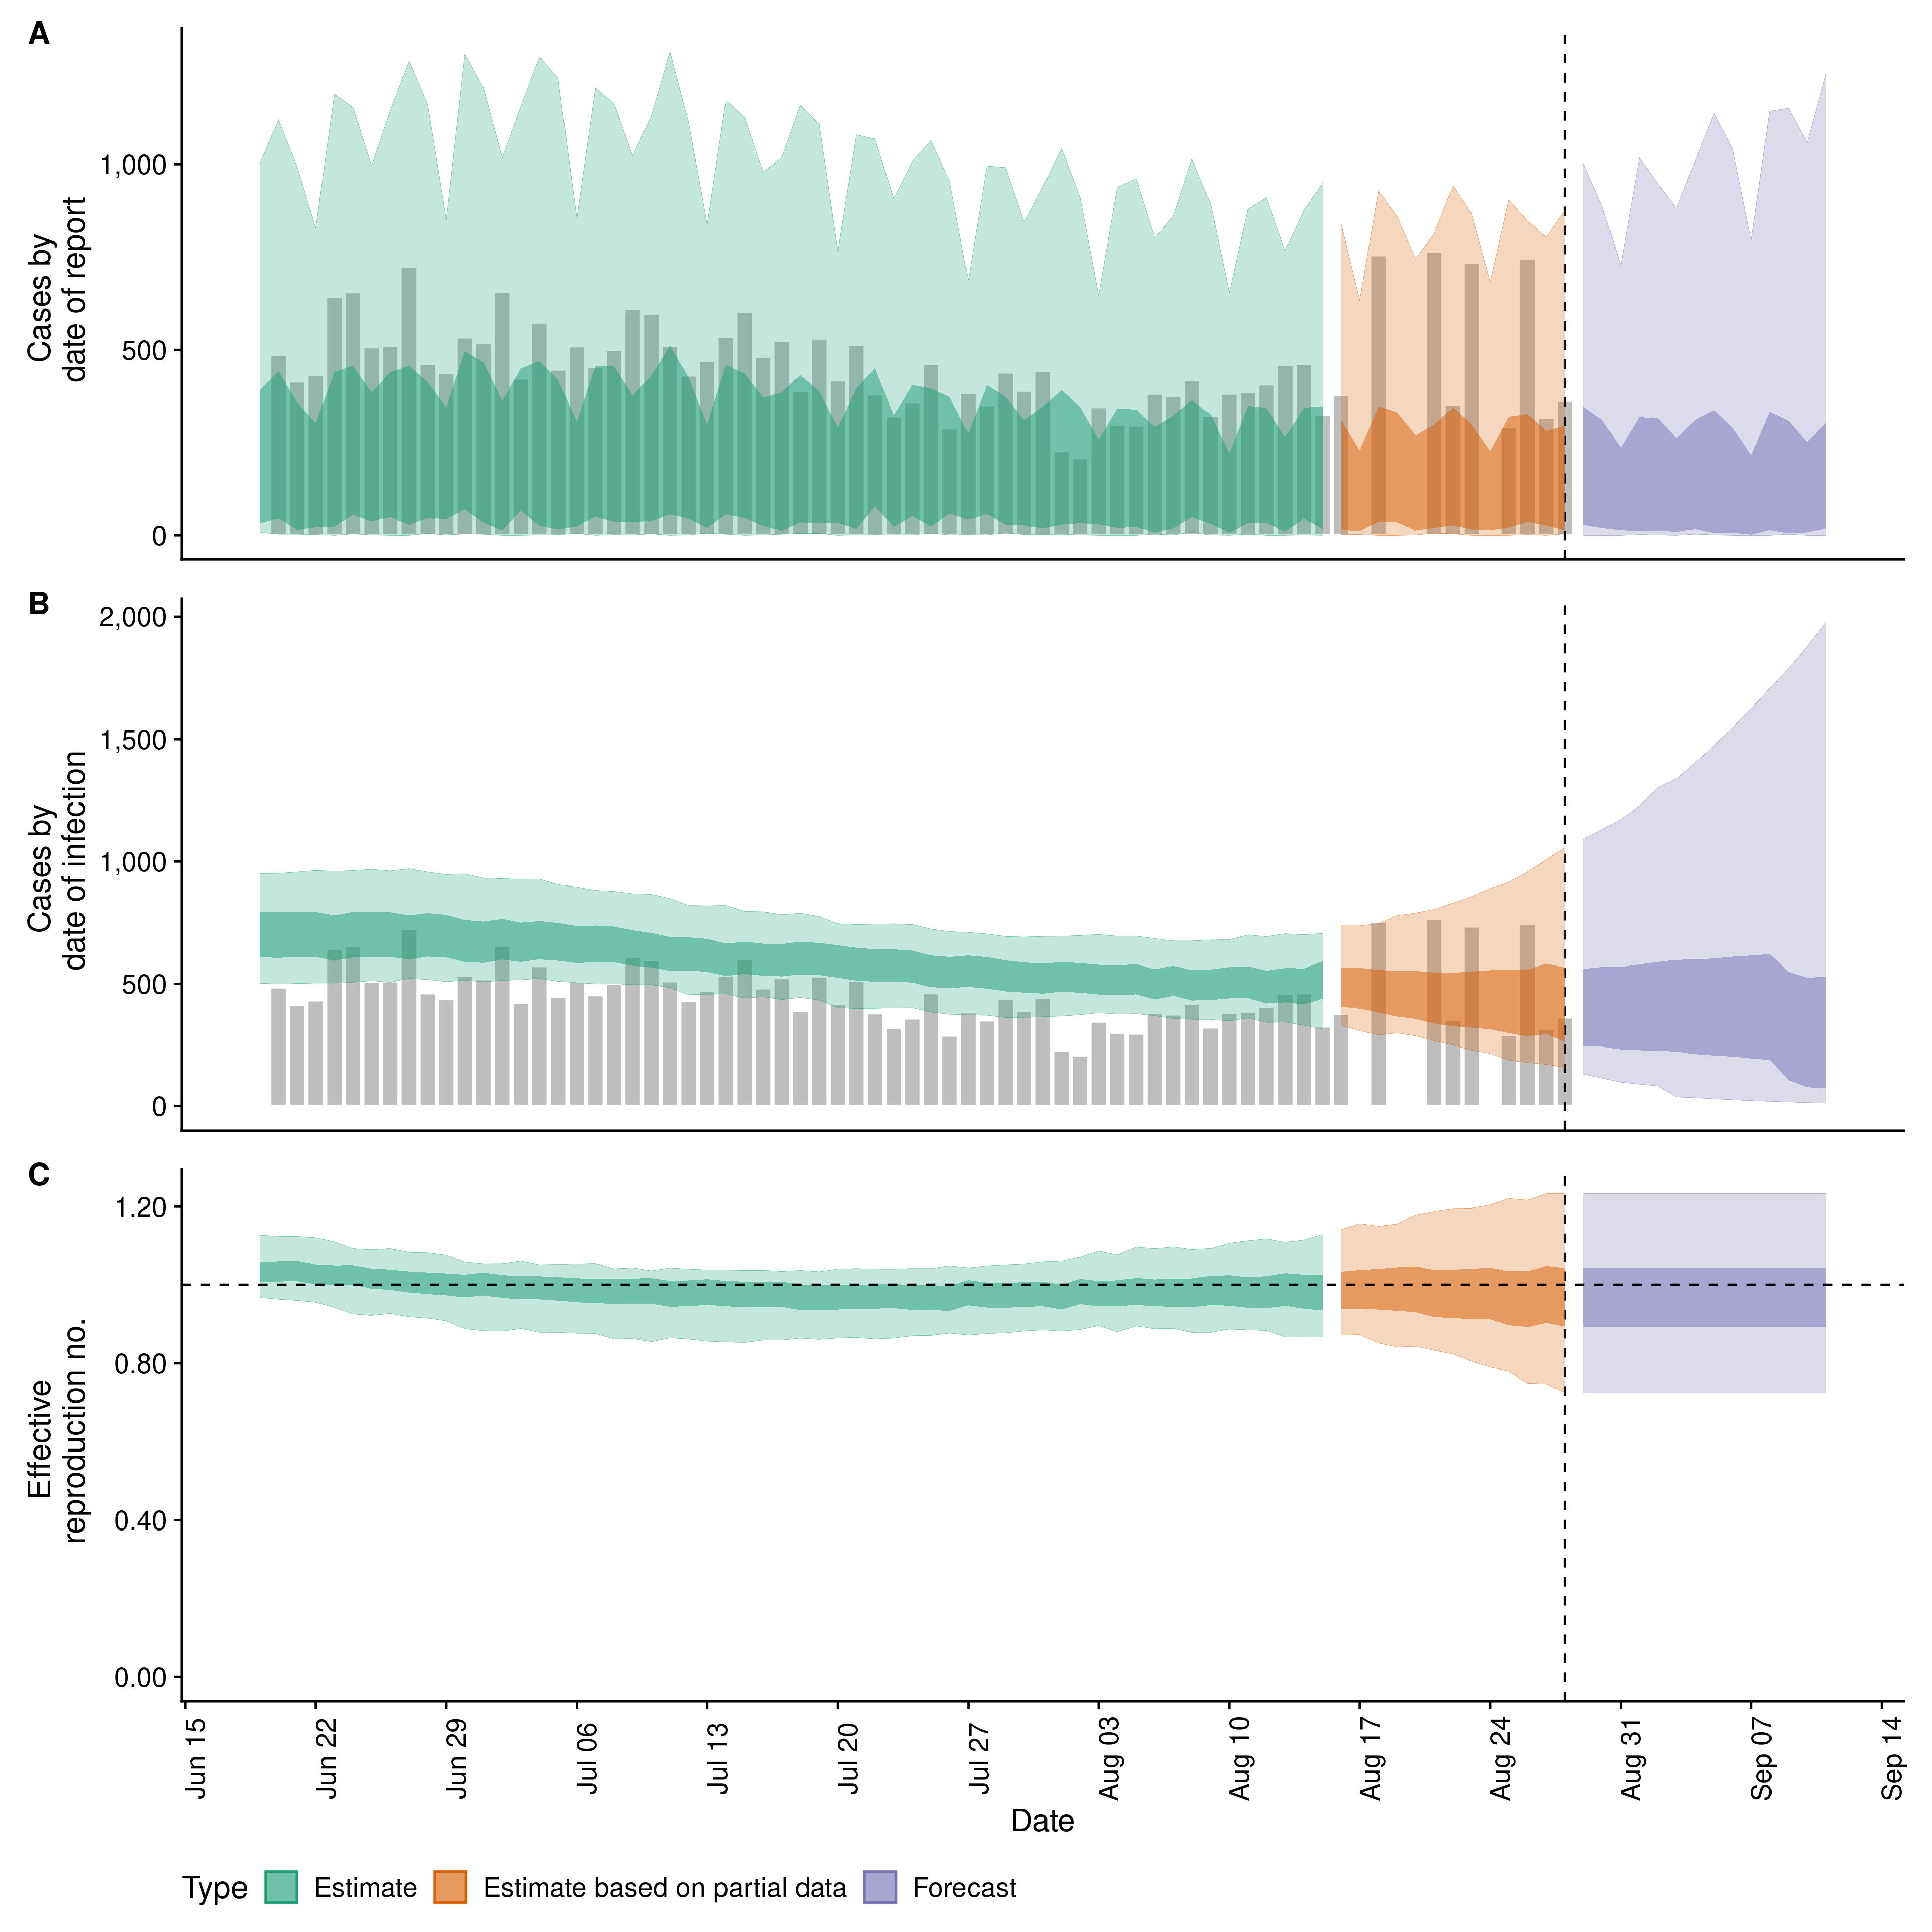 A
Cases by
date of report
1,000
500
0
B
Cases by
date of infection
2,000
1,500
1,000
500
0
C
Effective
reproduction no.
1.20
0.80
0.40
0.00
Jun 15
Jun 22
Jun 29
Jul 06
Jul 13
Jul 20
Jul 27
Aug 03
Aug 10
Aug 17
Aug 24
Aug 31
Sep 07
Sep 14
Date
Type Estimate Estimate based on partial data Forecast